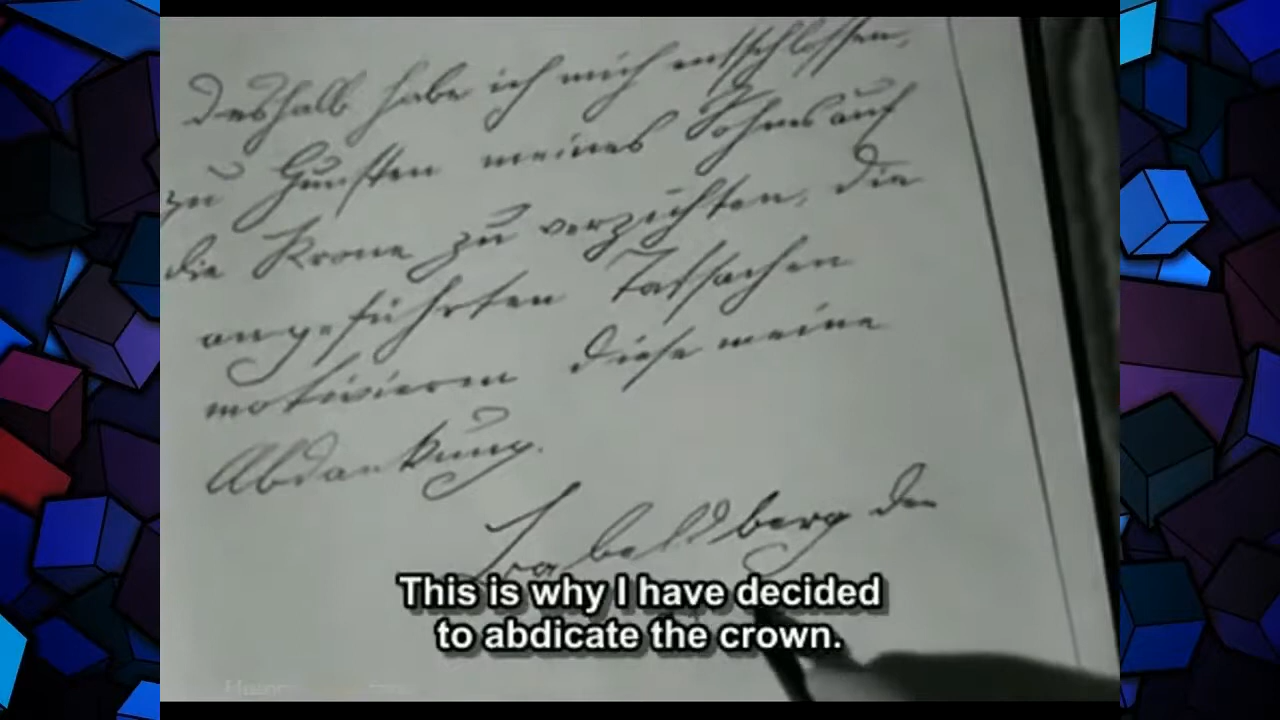 Deshalb habe ich mich entschlossen,
zu Gunsten meines Sohnes auf
die Krone zu verzichten, die
angeführten Tatsachen
motivieren diese meine
Abdankung.
den
This is why I have decided
to abdicate the crown.